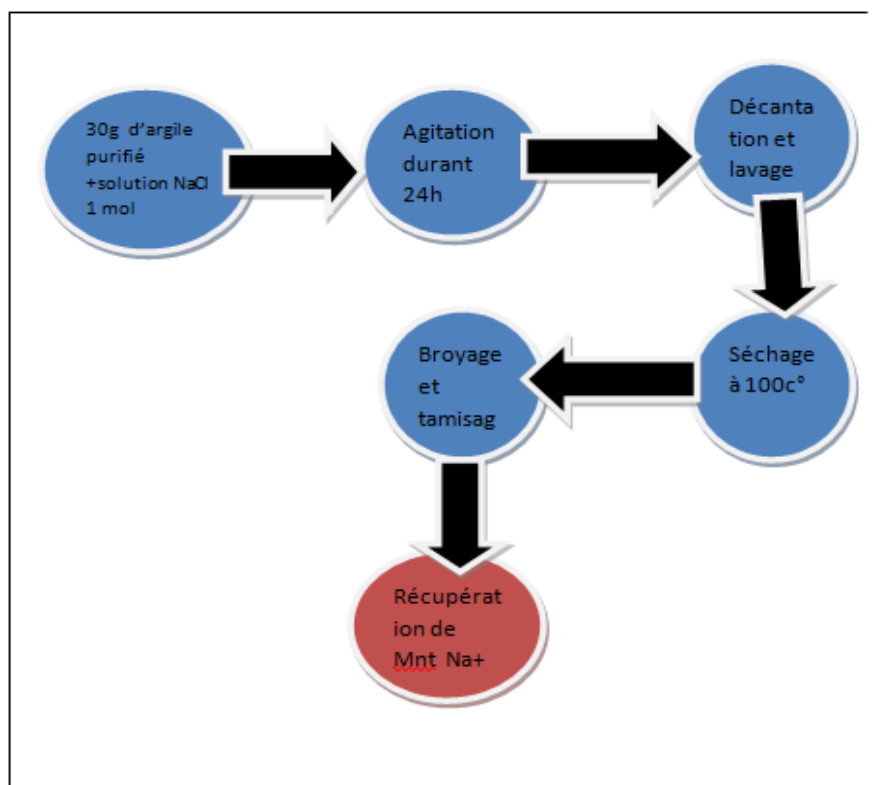 30g d'argile
purifié
+solution NaCl
1 mol
Agitation
durant
24h
Décanta
tion et
lavage
Séchage
à 100c°
Broyage
et
tamisag
Récupérat
ion de
Mnt Na+